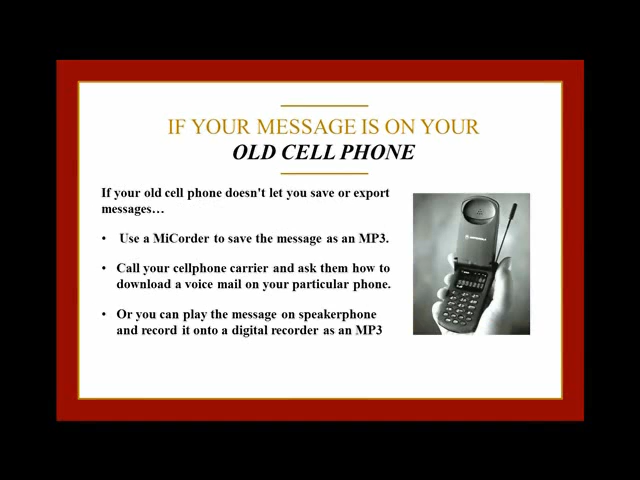 IF YOUR MESSAGE IS ON YOUR
OLD CELL PHONE
If your old cell phone doesn't let you save or export
messages…
• Use a MiCorder to save the message as an MP3.
• Call your cellphone carrier and ask them how to
download a voice mail on your particular phone.
• Or you can play the message on speakerphone
and record it onto a digital recorder as an MP3